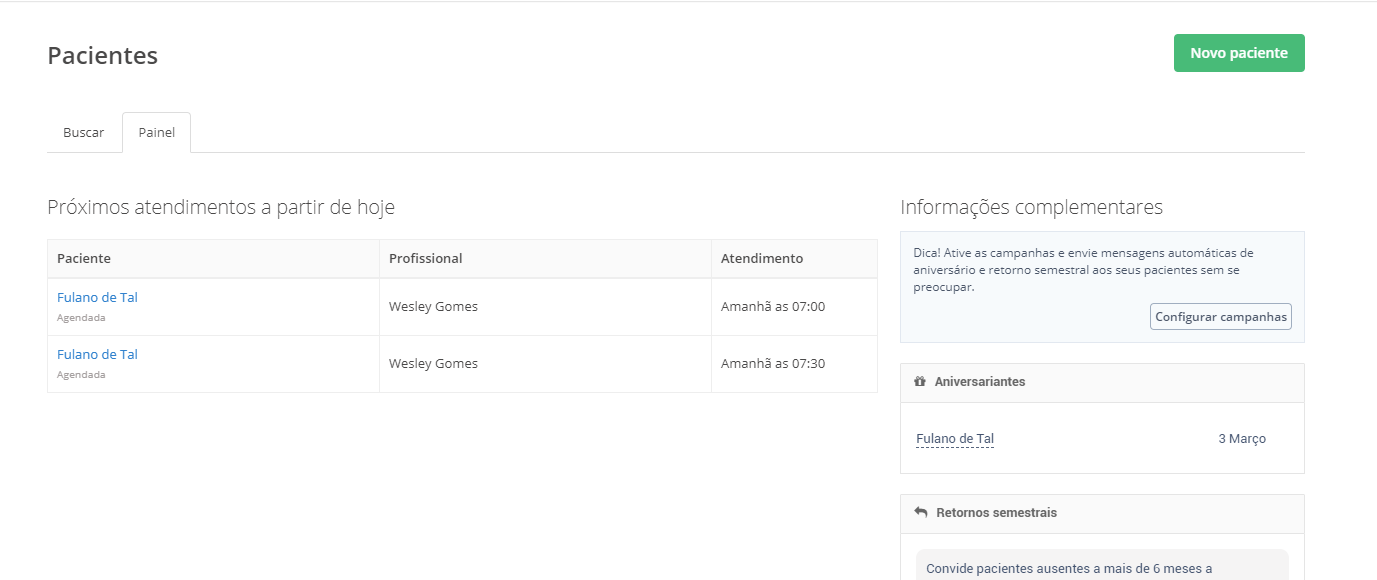 Pacientes
Novo paciente
Buscar
Painel
Próximos atendimentos a partir de hoje
Paciente
Profissional
Atendimento
Fulano de Tal
Agendada
Wesley Gomes
Amanhã as 07:00
Fulano de Tal
Agendada
Wesley Gomes
Amanhã as 07:30
Informações complementares
Dica! Ative as campanhas e envie mensagens automáticas de
aniversário e retorno semestral aos seus pacientes sem se
preocupar.
Configurar campanhas
Aniversariantes
Fulano de Tal
3 Março
Retornos semestrais
Convide pacientes ausentes a mais de 6 meses a